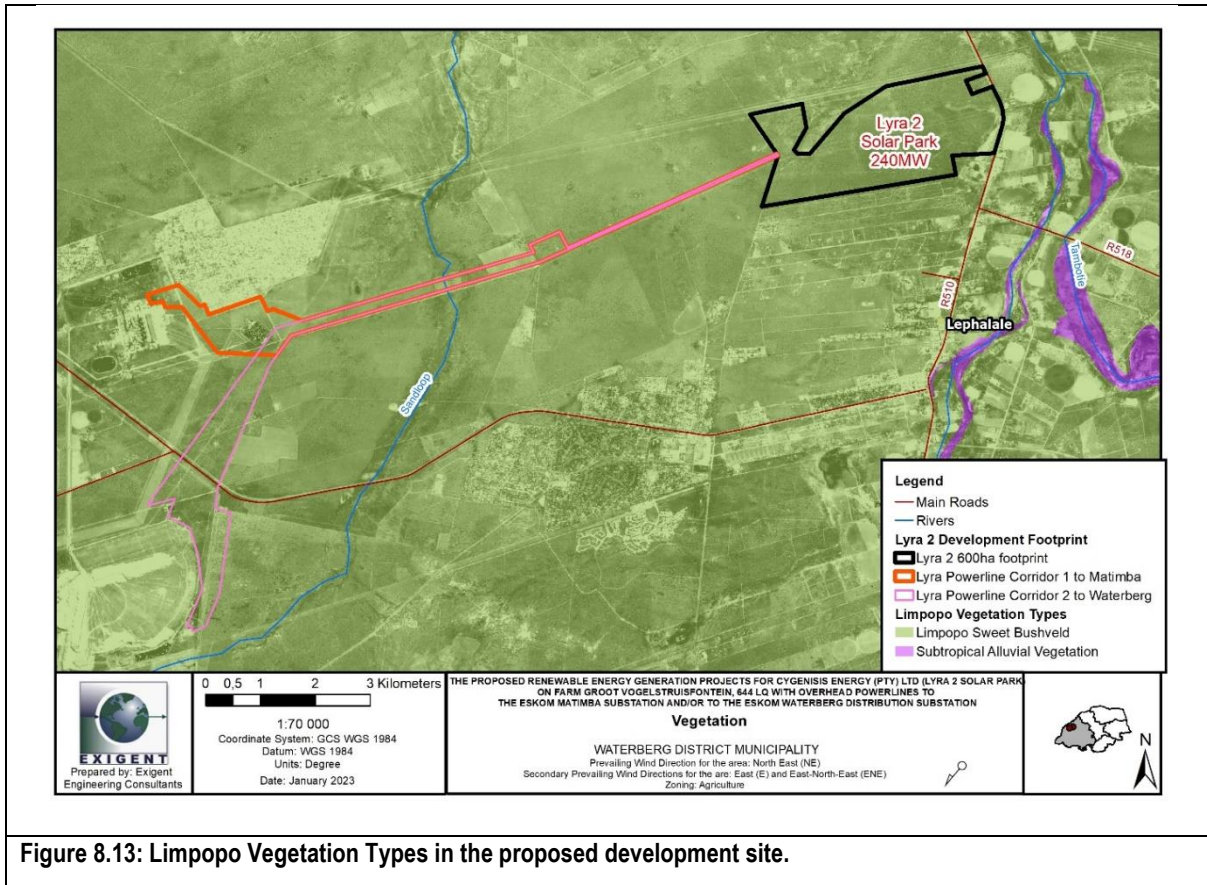 Lyra 2
Solar Park
240MW
R518
Tambotie
R510
Lephalale
Sandloop
Legend
Main Roads
Rivers
Lyra 2 Development Footprint
Lyra 2 600ha footprint
Lyra Powerline Corridor 1 to Matimba
Lyra Powerline Corridor 2 to Waterberg
Limpopo Vegetation Types
Limpopo Sweet Bushveld
Subtropical Alluvial Vegetation
EXIGENT
Prepared by: Exigent
Engineering Consultants
0 0,5 1 2 3 Kilometers
1:70 000
Coordinate System: GCS WGS 1984
Datum: WGS 1984
Units: Degree
Date: January 2023
THE PROPOSED RENEWABLE ENERGY GENERATION PROJECTS FOR CYGENISIS ENERGY (PTY) LTD (LYRA 2 SOLAR PARK)
ON FARM GROOT VOGELSTRUISFONTEIN, 644 LQ WITH OVERHEAD POWERLINES TO
THE ESKOM MATIMBA SUBSTATION AND/OR TO THE ESKOM WATERBERG DISTRIBUTION SUBSTATION
Vegetation
WATERBERG DISTRICT MUNICIPALITY
Prevailing Wind Direction for the area: North East (NE)
Secondary Prevailing Wind Directions for the are: East (E) and East-North-East (ENE)
Zoning: Agriculture
N
Figure 8.13: Limpopo Vegetation Types in the proposed development site.